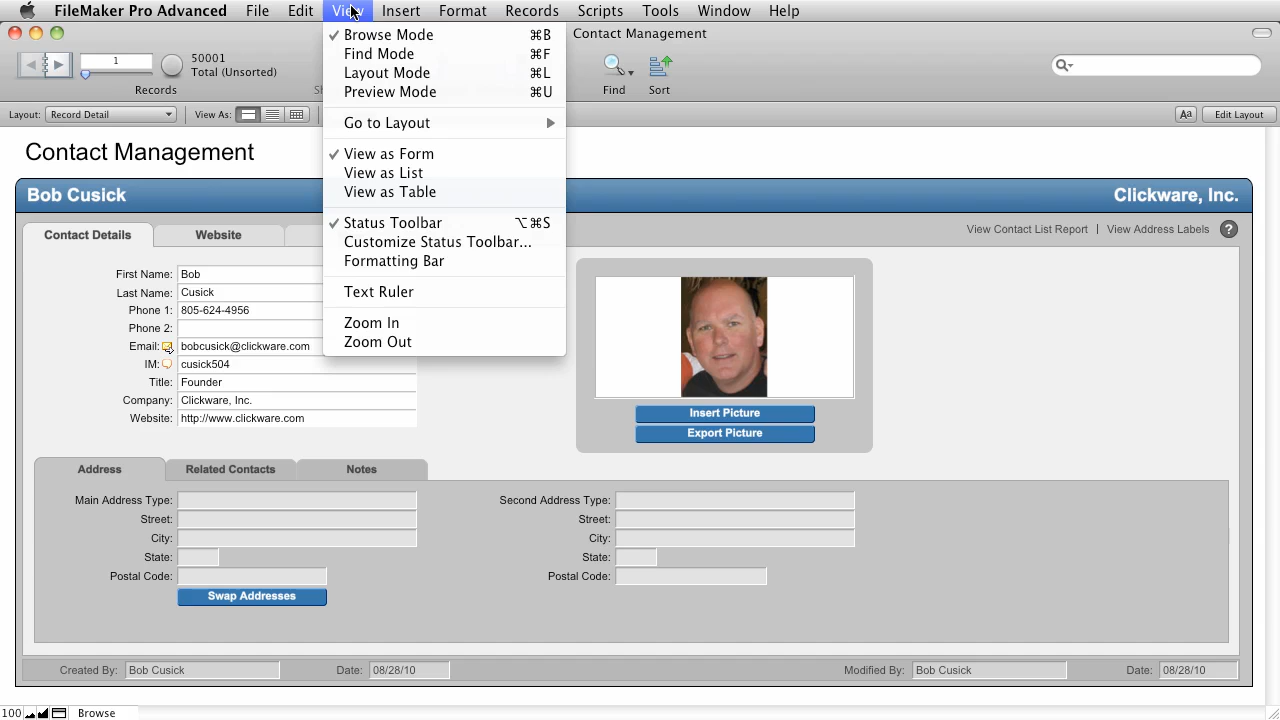 FileMaker Pro Advanced File Edit View Insert Format Records Scripts Tools Window Help
Contact Management
1
50001
Total (Unsorted)
Records
Find
Sort
Layout: Record Detail
View As:
Aa
Edit Layout
Browse Mode ⌘B
Find Mode ⌘F
Layout Mode ⌘L
Preview Mode ⌘U
Go to Layout
View as Form
View as List
View as Table
Status Toolbar ⌥⌘S
Customize Status Toolbar...
Formatting Bar
Text Ruler
Zoom In
Zoom Out
Contact Management
Bob Cusick
Clickware, Inc.
Contact Details
Website
View Contact List Report | View Address Labels ?
First Name: Bob
Last Name: Cusick
Phone 1: 805-624-4956
Phone 2:
Email: bobcusick@clickware.com
IM: cusick504
Title: Founder
Company: Clickware, Inc.
Website: http://www.clickware.com
Insert Picture
Export Picture
Address
Related Contacts
Notes
Main Address Type:
Street:
City:
State:
Postal Code:
Swap Addresses
Second Address Type:
Street:
City:
State:
Postal Code:
Created By: Bob Cusick
Date: 08/28/10
Modified By: Bob Cusick
Date: 08/28/10
100
Browse